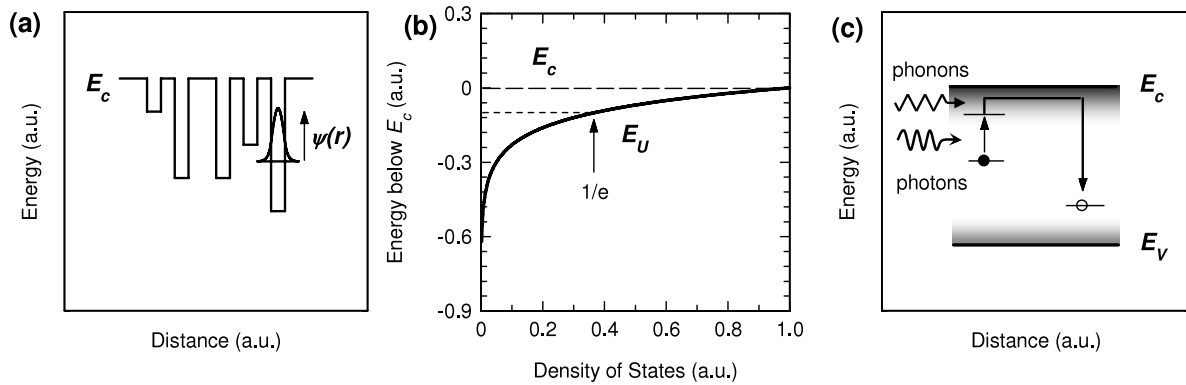 (a)
E_c
ψ(r)
Energy (a.u.)
Distance (a.u.)
(b)
0.3
0
-0.3
-0.6
-0.9
E_c
E_U
1/e
Energy below E_c (a.u.)
0 0.2 0.4 0.6 0.8 1.0
Density of States (a.u.)
(c)
phonons
photons
E_c
E_V
Energy (a.u.)
Distance (a.u.)